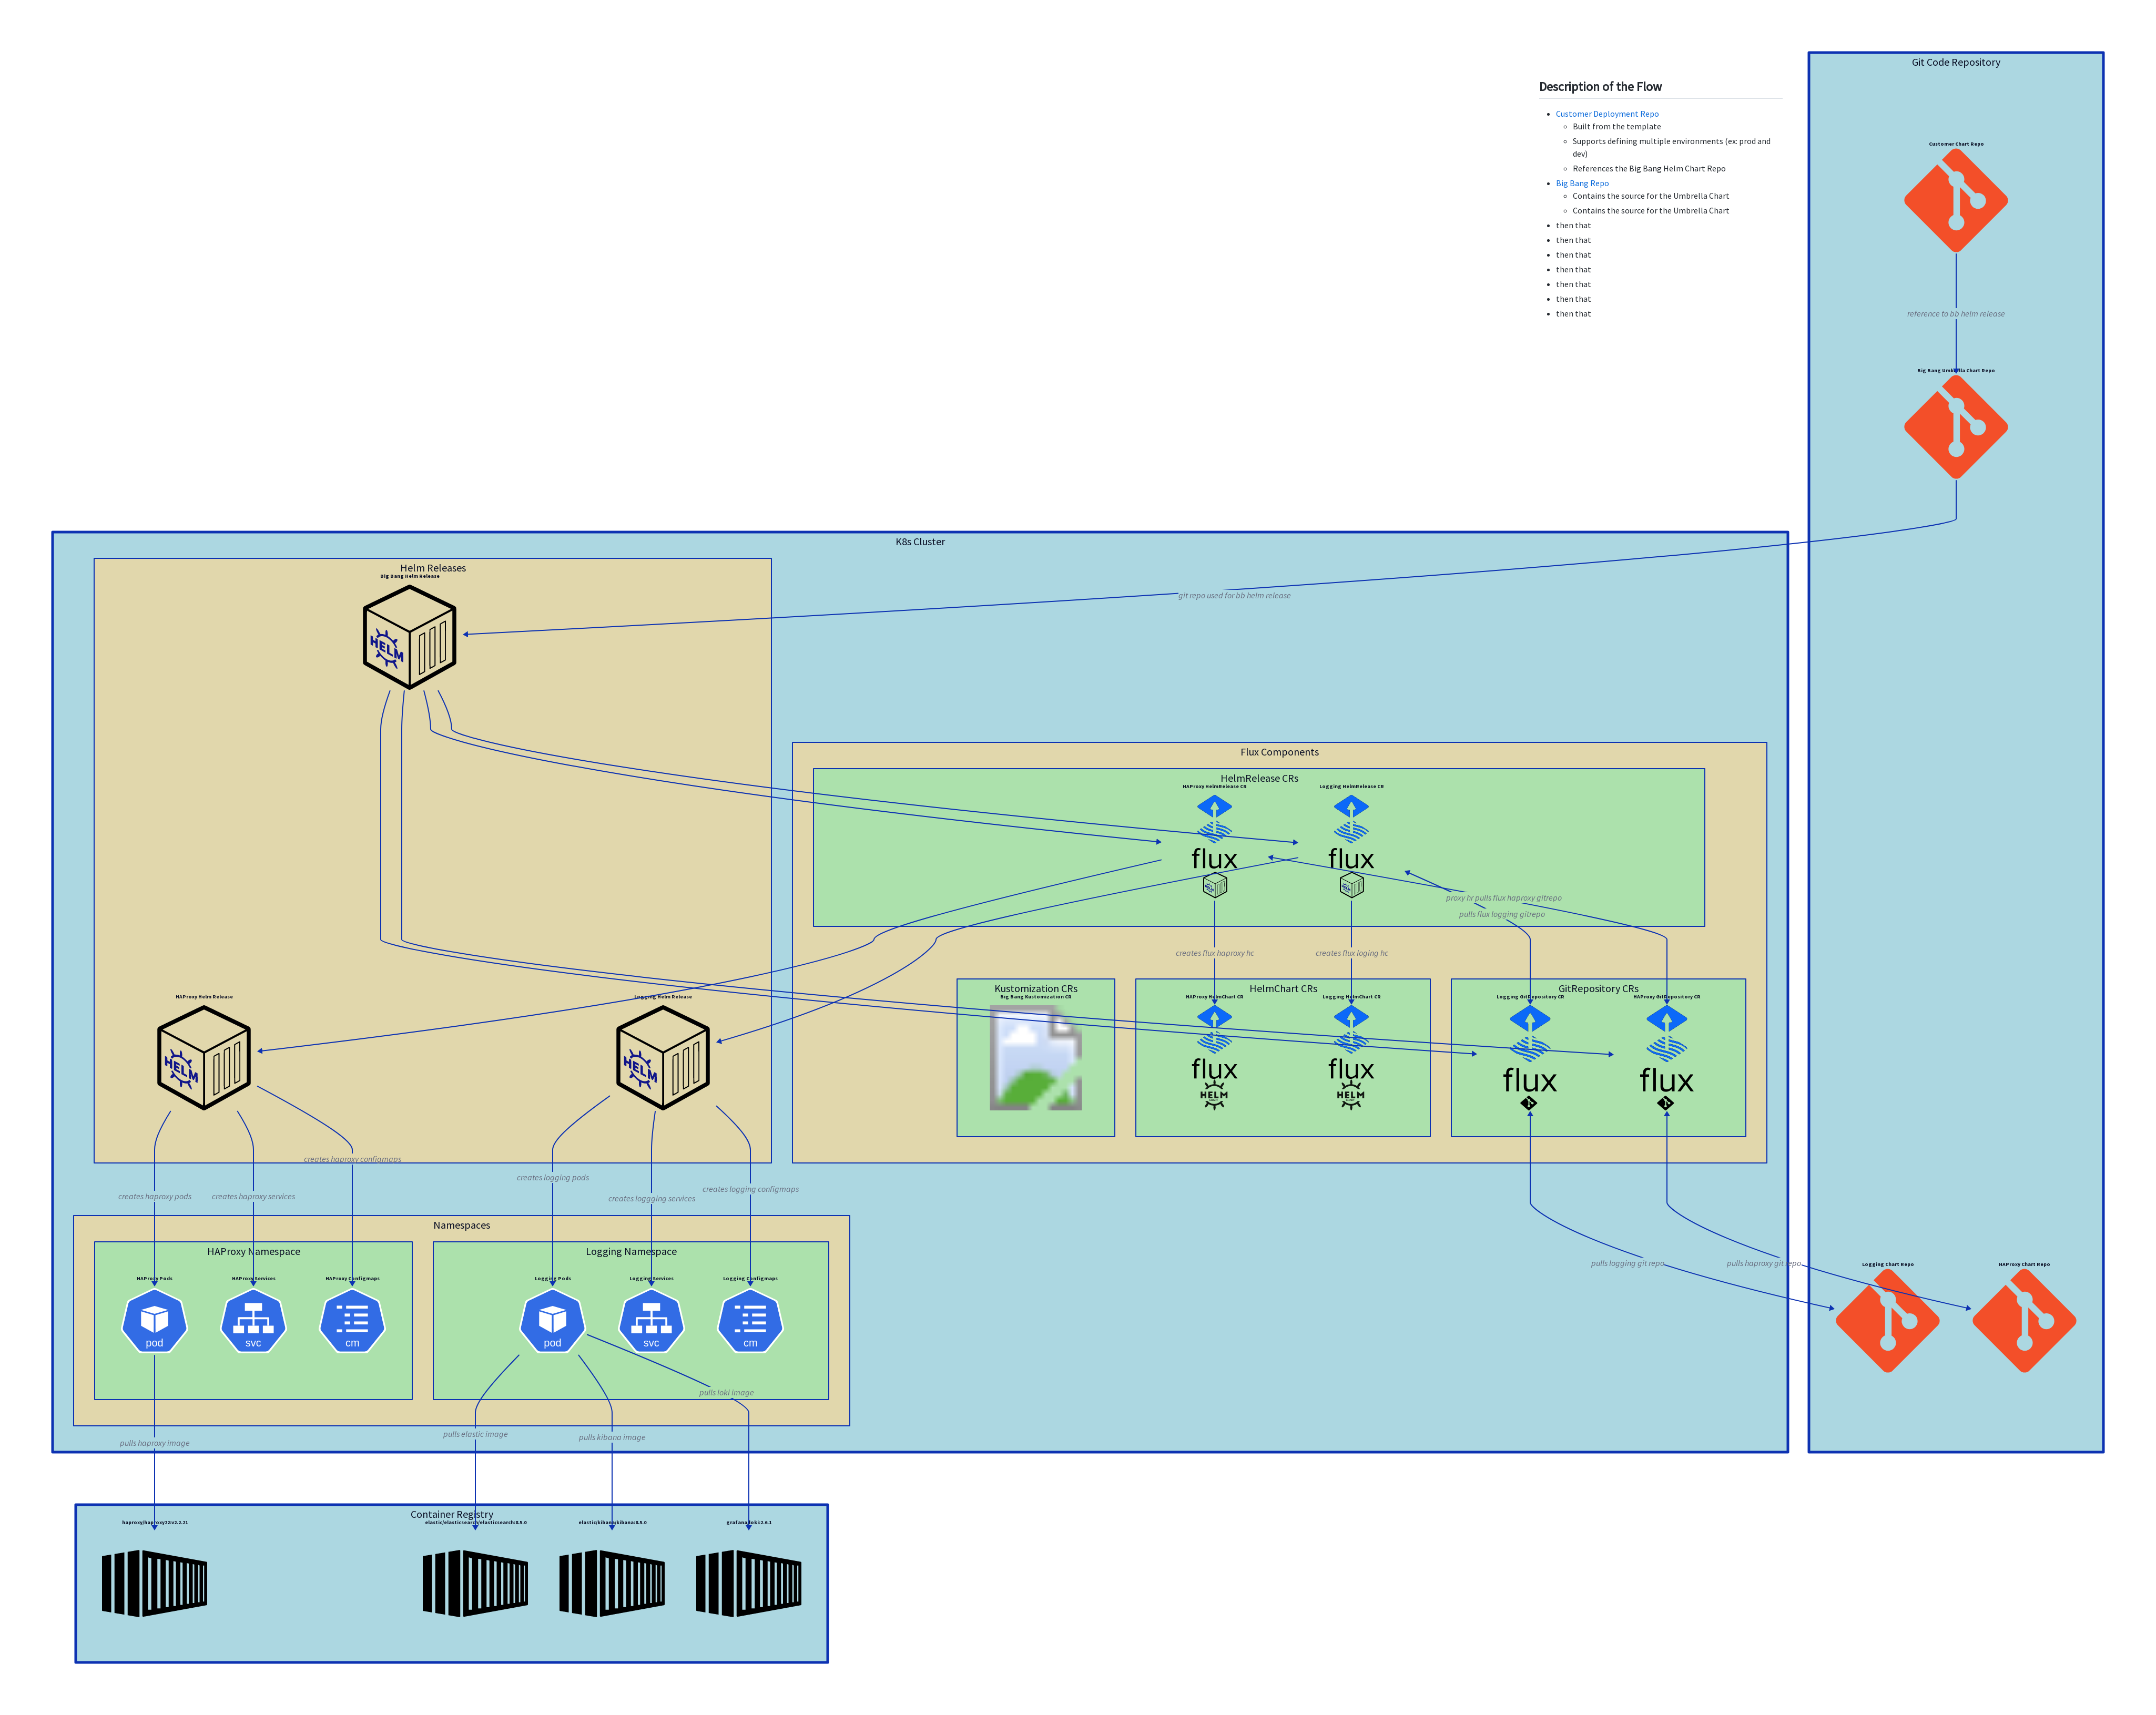 Git Code Repository
Description of the Flow
Customer Deployment Repo
Built from the template
Supports defining multiple environments (ex: prod and
dev)
References the Big Bang Helm Chart Repo
Big Bang Repo
Contains the source for the Umbrella Chart
Contains the source for the Umbrella Chart
then that
then that
then that
then that
then that
then that
then that
Customer Chart Repo
reference to bb helm release
Big Bang Umbrella Chart Repo
K8s Cluster
Helm Releases
Big Bang Helm Release
HELM
git repo used for bb helm release
Flux Components
HelmRelease CRs
HAProxy HelmRelease CR
Logging HelmRelease CR
flux
flux
proxy hr pulls flux haproxy gitrepo
pulls flux logging gitrepo
creates flux haproxy hc
creates flux loging hc
Kustomization CRs
Big Bang Kustomization CR
HelmChart CRs
HAProxy HelmChart CR
Logging HelmChart CR
flux
HELM
flux
HELM
GitRepository CRs
Logging GitRepository CR
HAProxy GitRepository CR
flux
flux
HAProxy Helm Release
HELM
Logging Helm Release
HELM
creates haproxy configmaps
creates haproxy pods
creates haproxy services
creates logging pods
creates loggging services
creates logging configmaps
Namespaces
HAProxy Namespace
HAProxy Pods
HAProxy Services
HAProxy Configmaps
pod
svc
cm
Logging Namespace
Logging Pods
Logging Services
Logging Configmaps
pod
svc
cm
pulls logging git repo
pulls haproxy git repo
Logging Chart Repo
HAProxy Chart Repo
pulls loki image
pulls haproxy image
pulls elastic image
pulls kibana image
Container Registry
haproxy/haproxy22:v2.2.21
elastic/elasticsearch/elasticsearch:8.5.0
elastic/kibana/kibana:8.5.0
grafana/loki:2.6.1